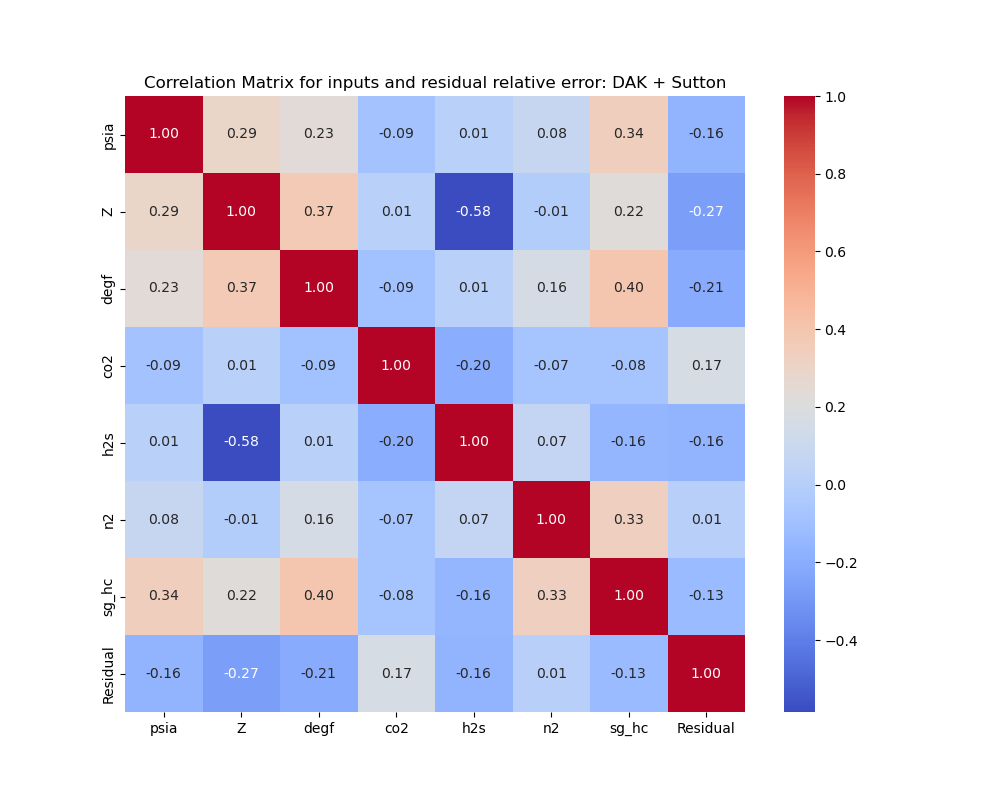 Correlation Matrix for inputs and residual relative error: DAK + Sutton
psia 1.00 0.29 0.23 -0.09 0.01 0.08 0.34 -0.16
Z 0.29 1.00 0.37 0.01 -0.58 -0.01 0.22 -0.27
degf 0.23 0.37 1.00 -0.09 0.01 0.16 0.40 -0.21
co2 -0.09 0.01 -0.09 1.00 -0.20 -0.07 -0.08 0.17
h2s 0.01 -0.58 0.01 -0.20 1.00 0.07 -0.16 -0.16
n2 0.08 -0.01 0.16 -0.07 0.07 1.00 0.33 0.01
sg_hc 0.34 0.22 0.40 -0.08 -0.16 0.33 1.00 -0.13
Residual -0.16 -0.27 -0.21 0.17 -0.16 0.01 -0.13 1.00
psia Z degf co2 h2s n2 sg_hc Residual
1.0
0.8
0.6
0.4
0.2
0.0
−0.2
−0.4